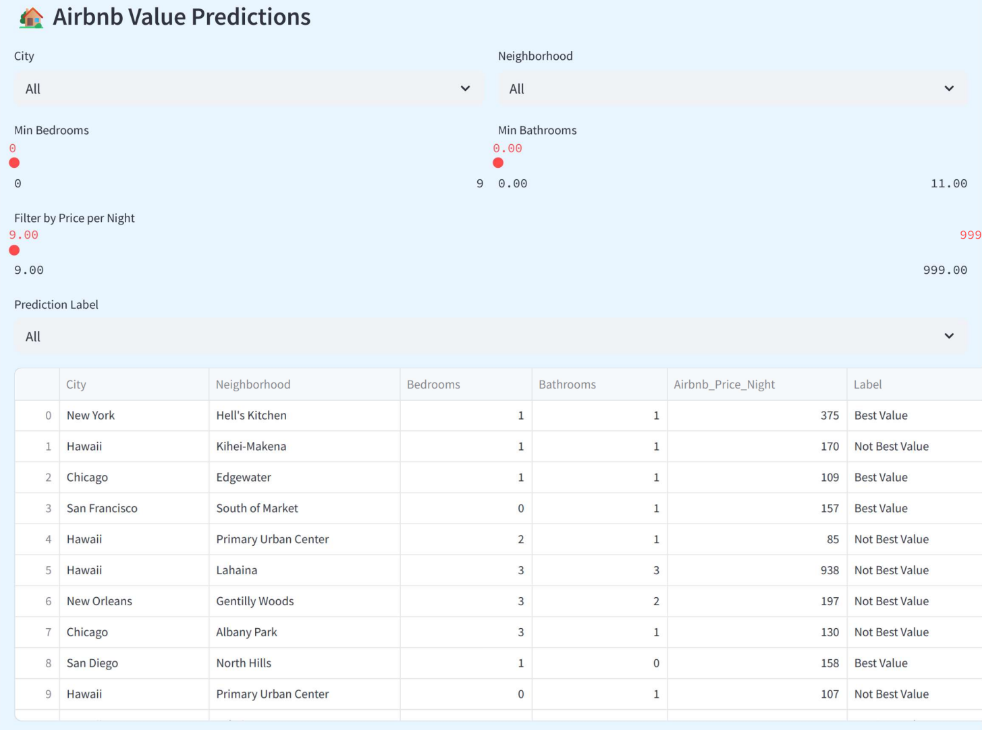 Airbnb Value Predictions
City Neighborhood
All All
Min Bedrooms Min Bathrooms
0 0.00
0 9 0.00 11.00
Filter by Price per Night
9.00 999
9.00 999.00
Prediction Label
All
City Neighborhood Bedrooms Bathrooms Airbnb_Price_Night Label
0 New York Hell's Kitchen 1 1 375 Best Value
1 Hawaii Kihei-Makena 1 1 170 Not Best Value
2 Chicago Edgewater 1 1 109 Best Value
3 San Francisco South of Market 0 1 157 Best Value
4 Hawaii Primary Urban Center 2 1 85 Not Best Value
5 Hawaii Lahaina 3 3 938 Not Best Value
6 New Orleans Gentilly Woods 3 2 197 Not Best Value
7 Chicago Albany Park 3 1 130 Not Best Value
8 San Diego North Hills 1 0 158 Best Value
9 Hawaii Primary Urban Center 0 1 107 Not Best Value